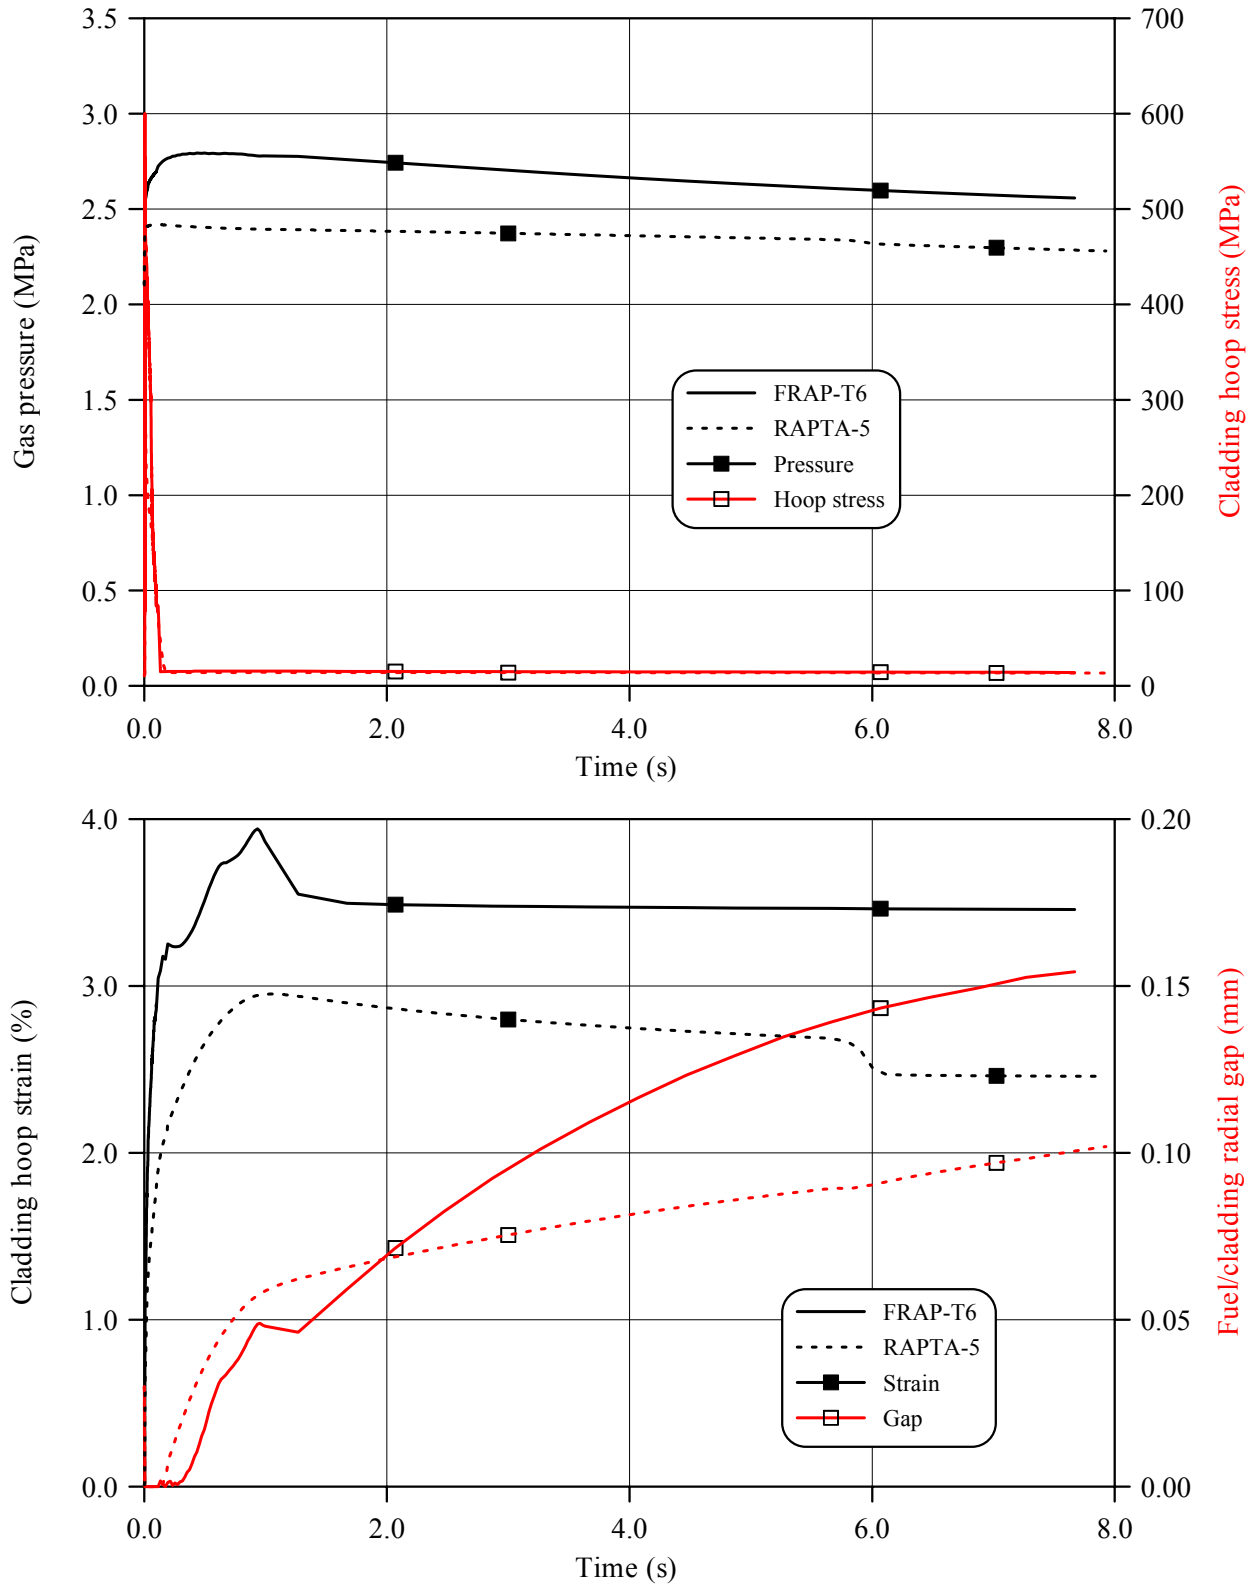 3.5
3.0
2.5
2.0
1.5
1.0
0.5
0.0
Gas pressure (MPa)
700
600
500
400
300
200
100
0
Cladding hoop stress (MPa)
FRAP-T6
RAPTA-5
Pressure
Hoop stress
0.0 2.0 4.0 6.0 8.0
Time (s)
4.0
3.0
2.0
1.0
0.0
Cladding hoop strain (%)
0.20
0.15
0.10
0.05
0.00
Fuel/cladding radial gap (mm)
FRAP-T6
RAPTA-5
Strain
Gap
0.0 2.0 4.0 6.0 8.0
Time (s)